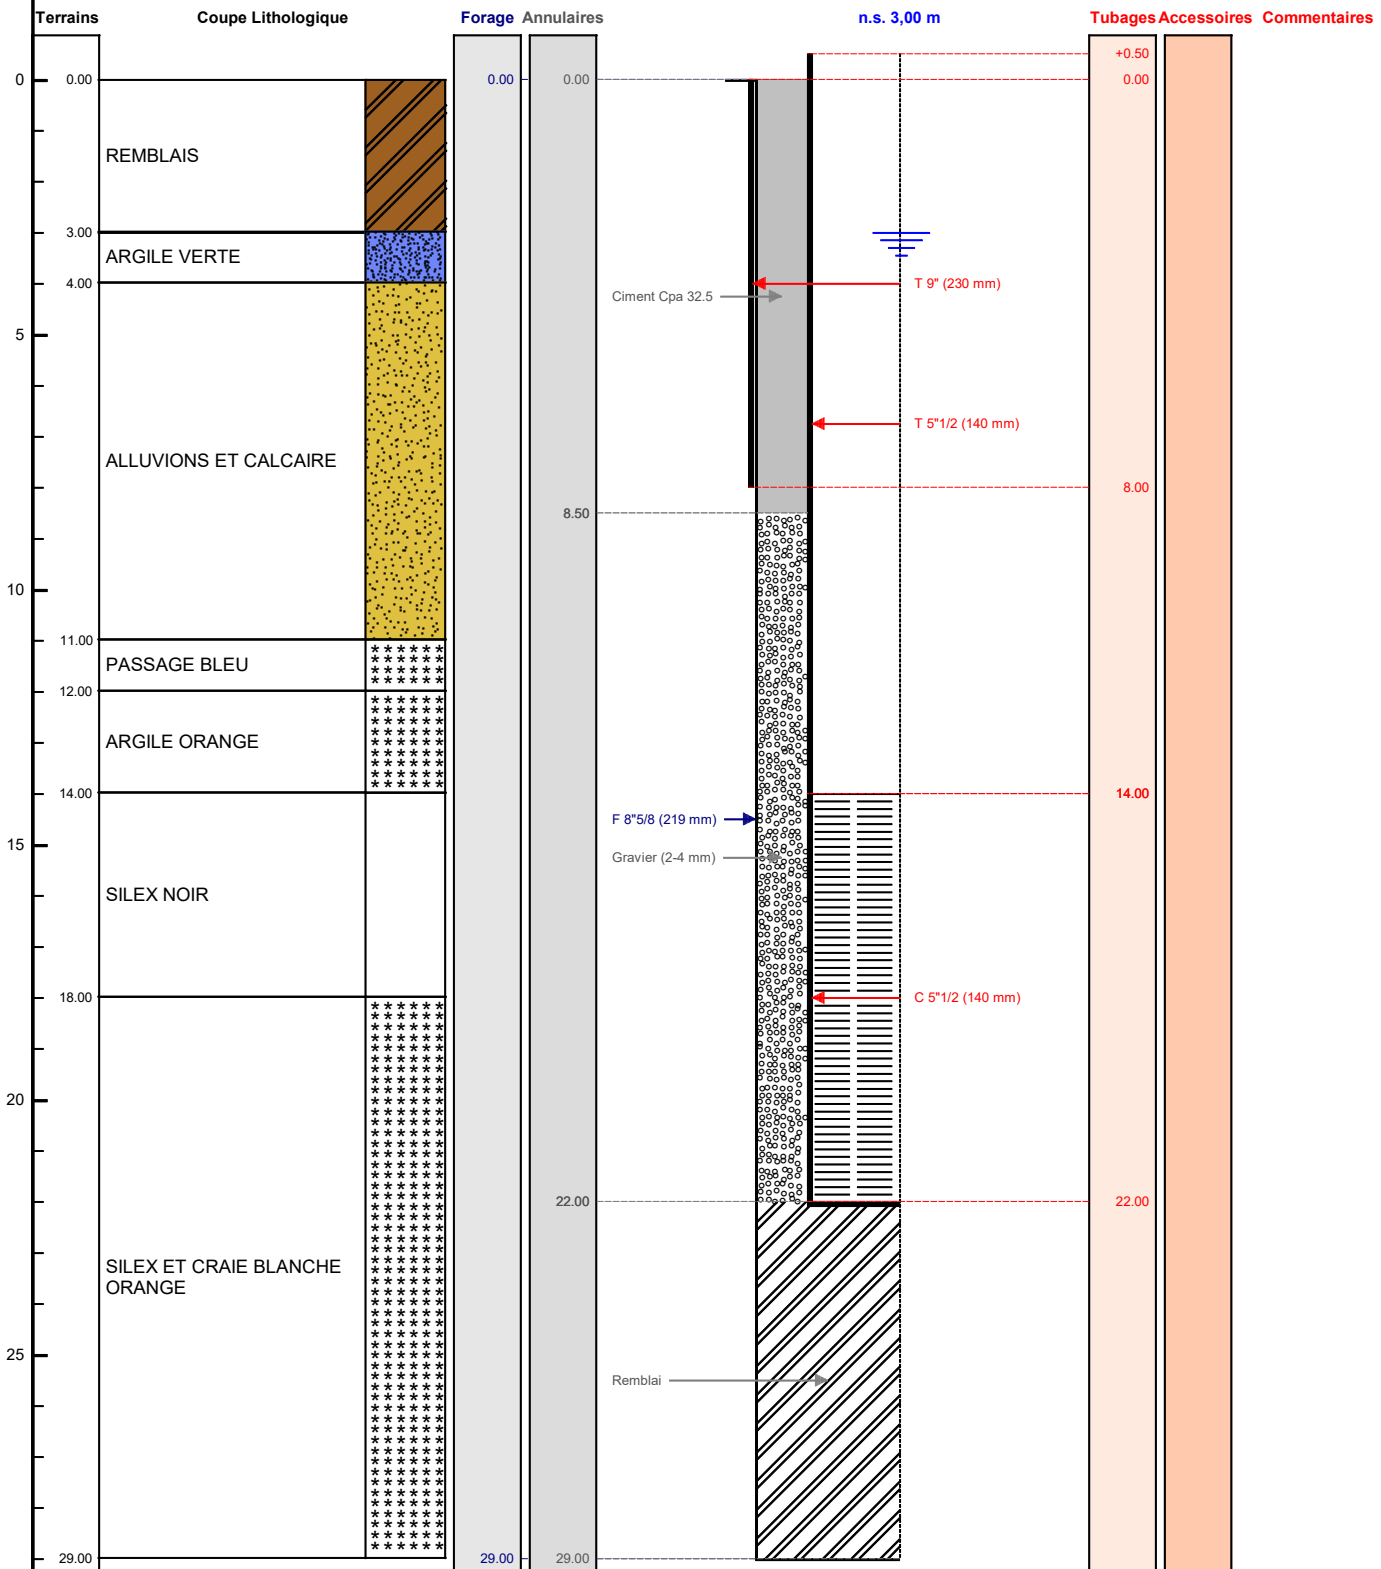 Terrains Coupe Lithologique Forage Annulaires n.s. 3,00 m Tubages Accessoires Commentaires
+0.50
0 0.00 0.00 0.00 0.00
REMBLAIS
3.00
ARGILE VERTE
4.00
T 9" (230 mm)
Ciment Cpa 32.5
5
T 5"1/2 (140 mm)
ALLUVIONS ET CALCAIRE
8.00
8.50
10
11.00
PASSAGE BLEU
12.00
ARGILE ORANGE
14.00 14.00
F 8"5/8 (219 mm)
15
Gravier (2-4 mm)
SILEX NOIR
18.00
C 5"1/2 (140 mm)
20
22.00 22.00
SILEX ET CRAIE BLANCHE
ORANGE
25
Remblai
29.00 29.00 29.00